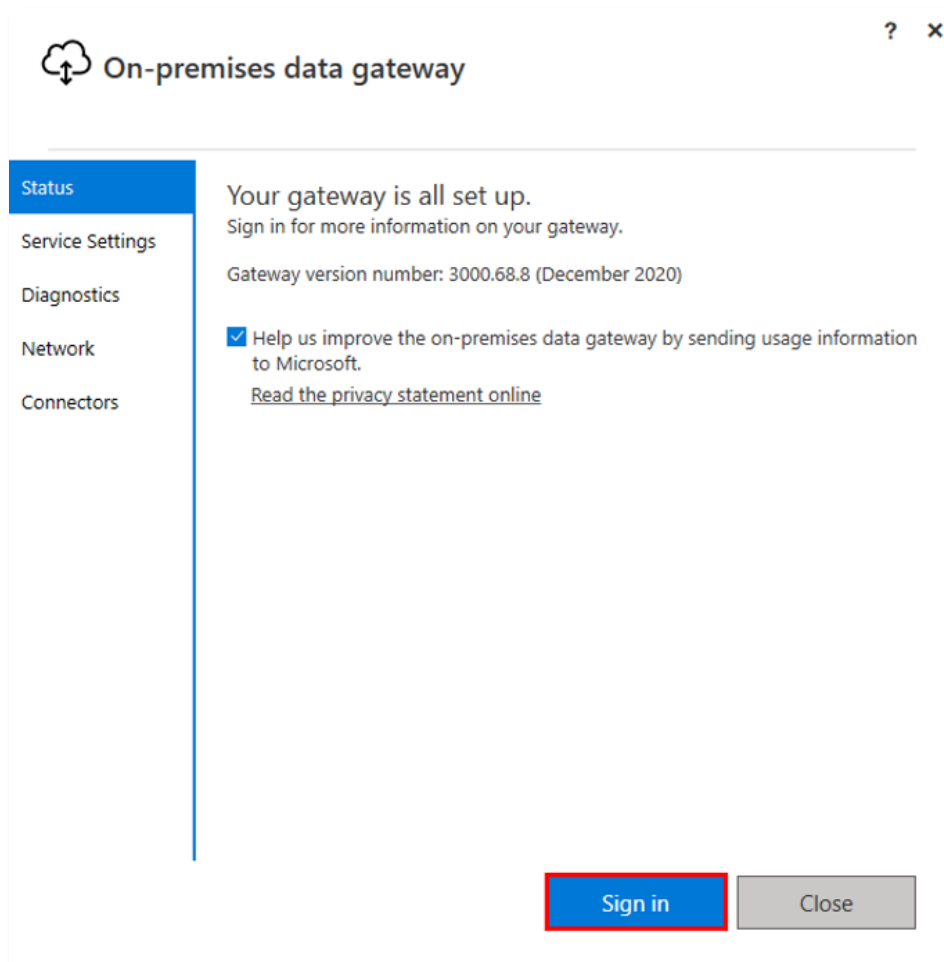 ? ×
On-premises data gateway
Status
Service Settings
Diagnostics
Network
Connectors
Your gateway is all set up.
Sign in for more information on your gateway.
Gateway version number: 3000.68.8 (December 2020)
Help us improve the on-premises data gateway by sending usage information
to Microsoft.
Read the privacy statement online
Sign in
Close